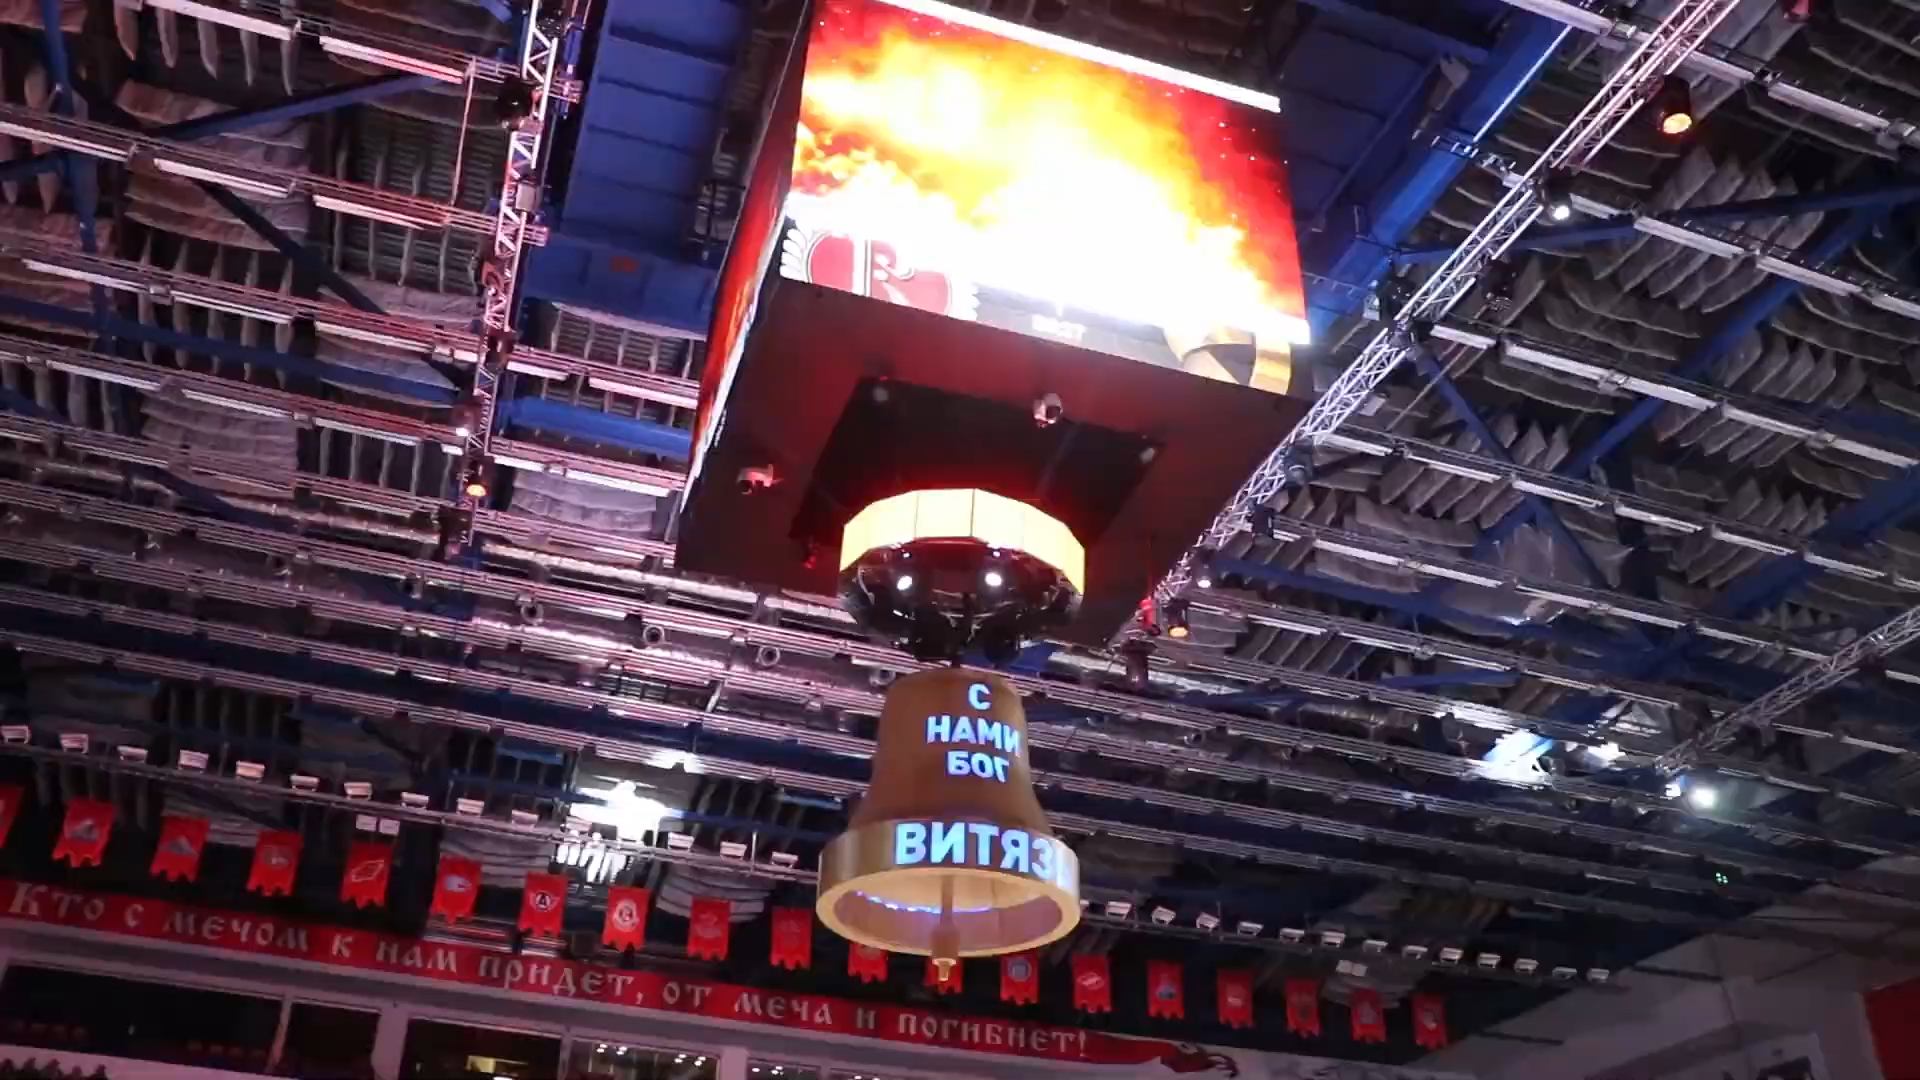 С
НАМИ
БОГ
ВИТЯЗ
Кто с мечом к нам придет, от меча и погибнет!